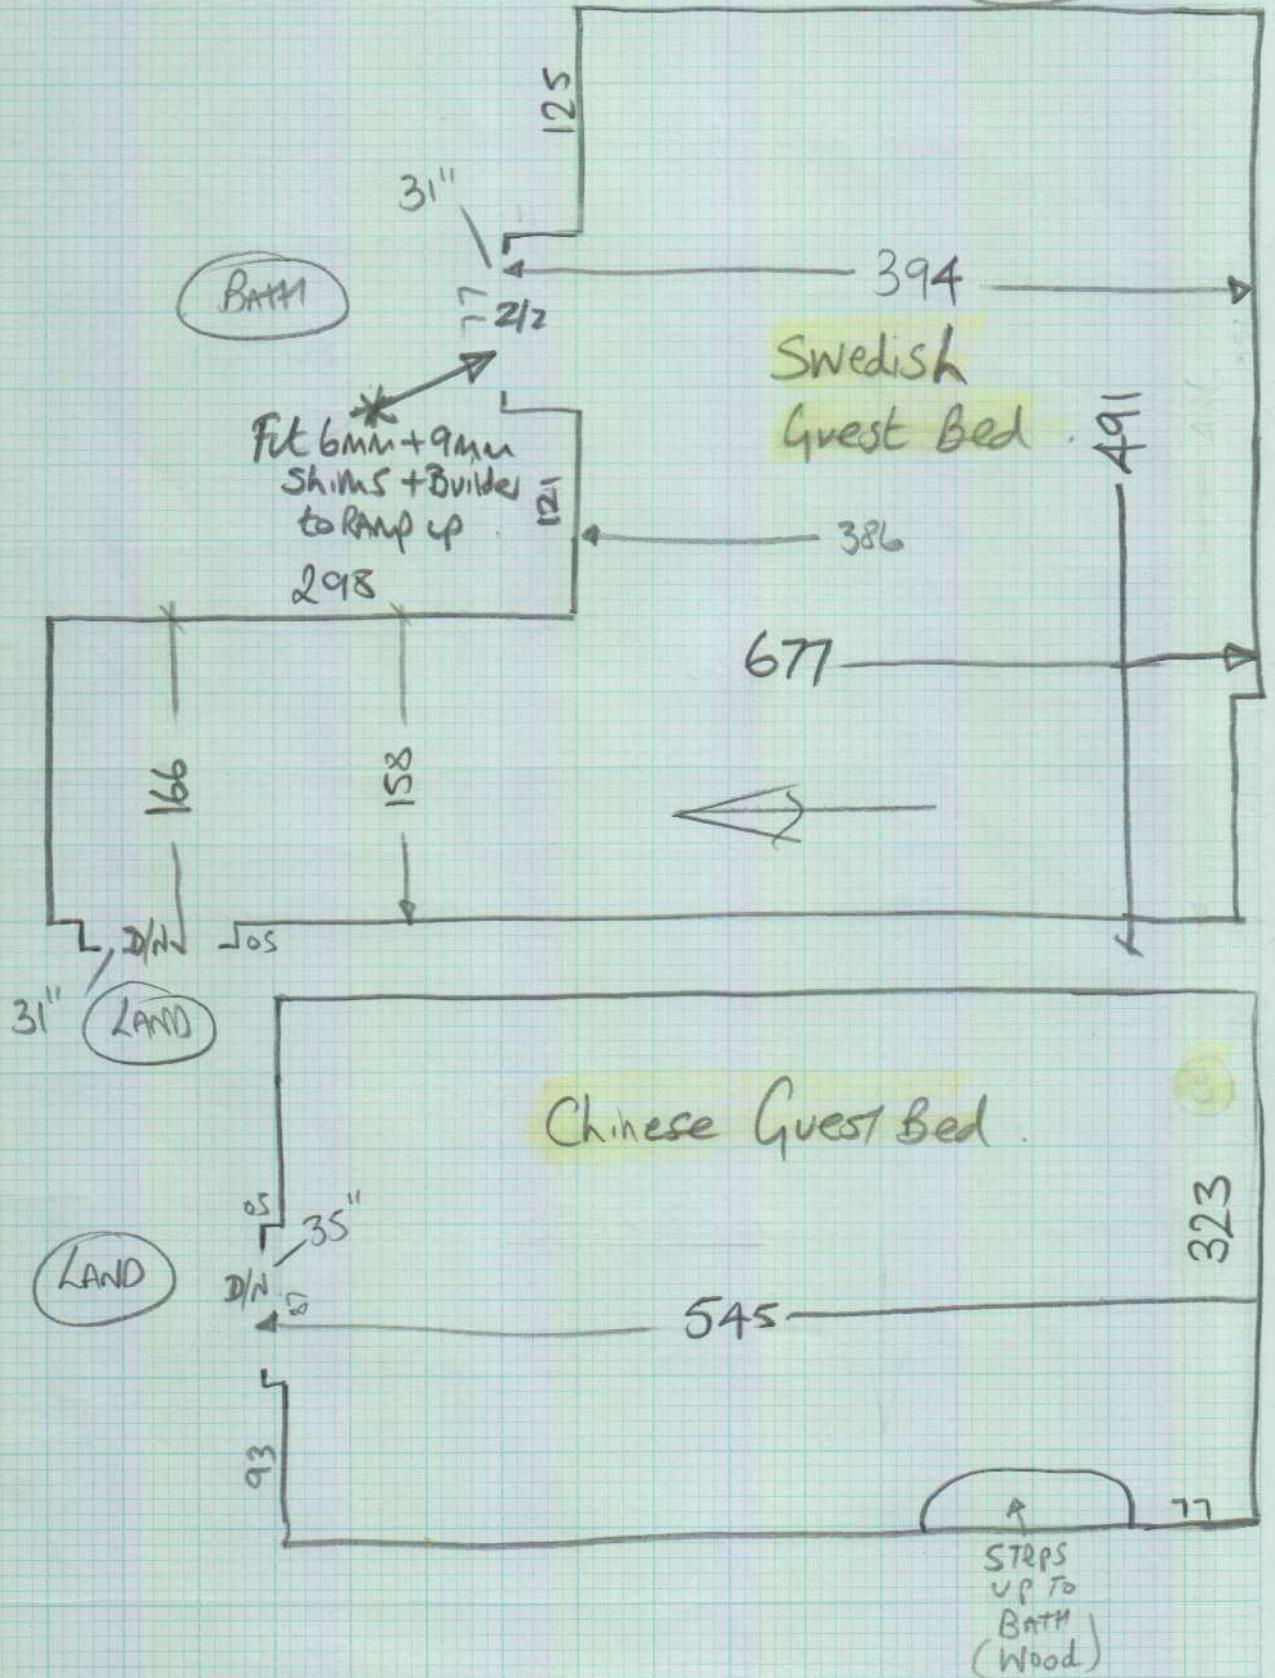 125
31"
BATH
394
77
Z/Z
Swedish
Guest Bed
491
Fit 6mm+9mm
Shims + Builder
to RAmp up
121
386
298
677
166
158
D/N
05
31"
LAND
Chinese Guest Bed
05
35"
323
LAND
D/N
545
93
77
STEPS
UP TO
BATH
(Wood)